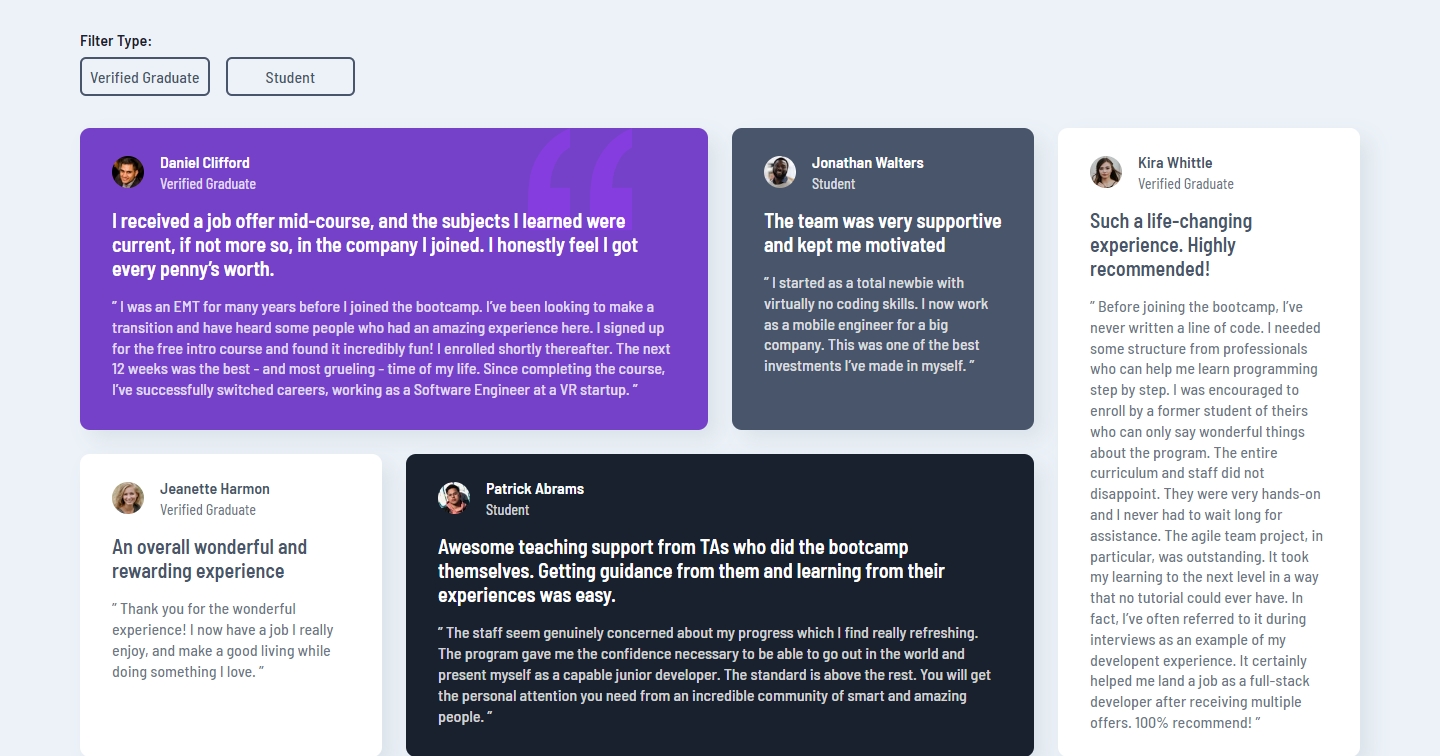 Filter Type:
Verified Graduate
Student
Daniel Clifford
Verified Graduate
I received a job offer mid-course, and the subjects I learned were
current, if not more so, in the company I joined. I honestly feel I got
every penny’s worth.
“ I was an EMT for many years before I joined the bootcamp. I’ve been looking to make a
transition and have heard some people who had an amazing experience here. I signed up
for the free intro course and found it incredibly fun! I enrolled shortly thereafter. The next
12 weeks was the best - and most grueling - time of my life. Since completing the course,
I’ve successfully switched careers, working as a Software Engineer at a VR startup. ”
Jonathan Walters
Student
The team was very supportive
and kept me motivated
“ I started as a total newbie with
virtually no coding skills. I now work
as a mobile engineer for a big
company. This was one of the best
investments I’ve made in myself. ”
Kira Whittle
Verified Graduate
Such a life-changing
experience. Highly
recommended!
“ Before joining the bootcamp, I’ve
never written a line of code. I needed
some structure from professionals
who can help me learn programming
step by step. I was encouraged to
enroll by a former student of theirs
who can only say wonderful things
about the program. The entire
curriculum and staff did not
disappoint. They were very hands-on
and I never had to wait long for
assistance. The agile team project, in
particular, was outstanding. It took
my learning to the next level in a way
that no tutorial could ever have. In
fact, I’ve often referred to it during
interviews as an example of my
developent experience. It certainly
helped me land a job as a full-stack
developer after receiving multiple
offers. 100% recommend! ”
Jeanette Harmon
Verified Graduate
An overall wonderful and
rewarding experience
“ Thank you for the wonderful
experience! I now have a job I really
enjoy, and make a good living while
doing something I love. ”
Patrick Abrams
Student
Awesome teaching support from TAs who did the bootcamp
themselves. Getting guidance from them and learning from their
experiences was easy.
“ The staff seem genuinely concerned about my progress which I find really refreshing.
The program gave me the confidence necessary to be able to go out in the world and
present myself as a capable junior developer. The standard is above the rest. You will get
the personal attention you need from an incredible community of smart and amazing
people. ”